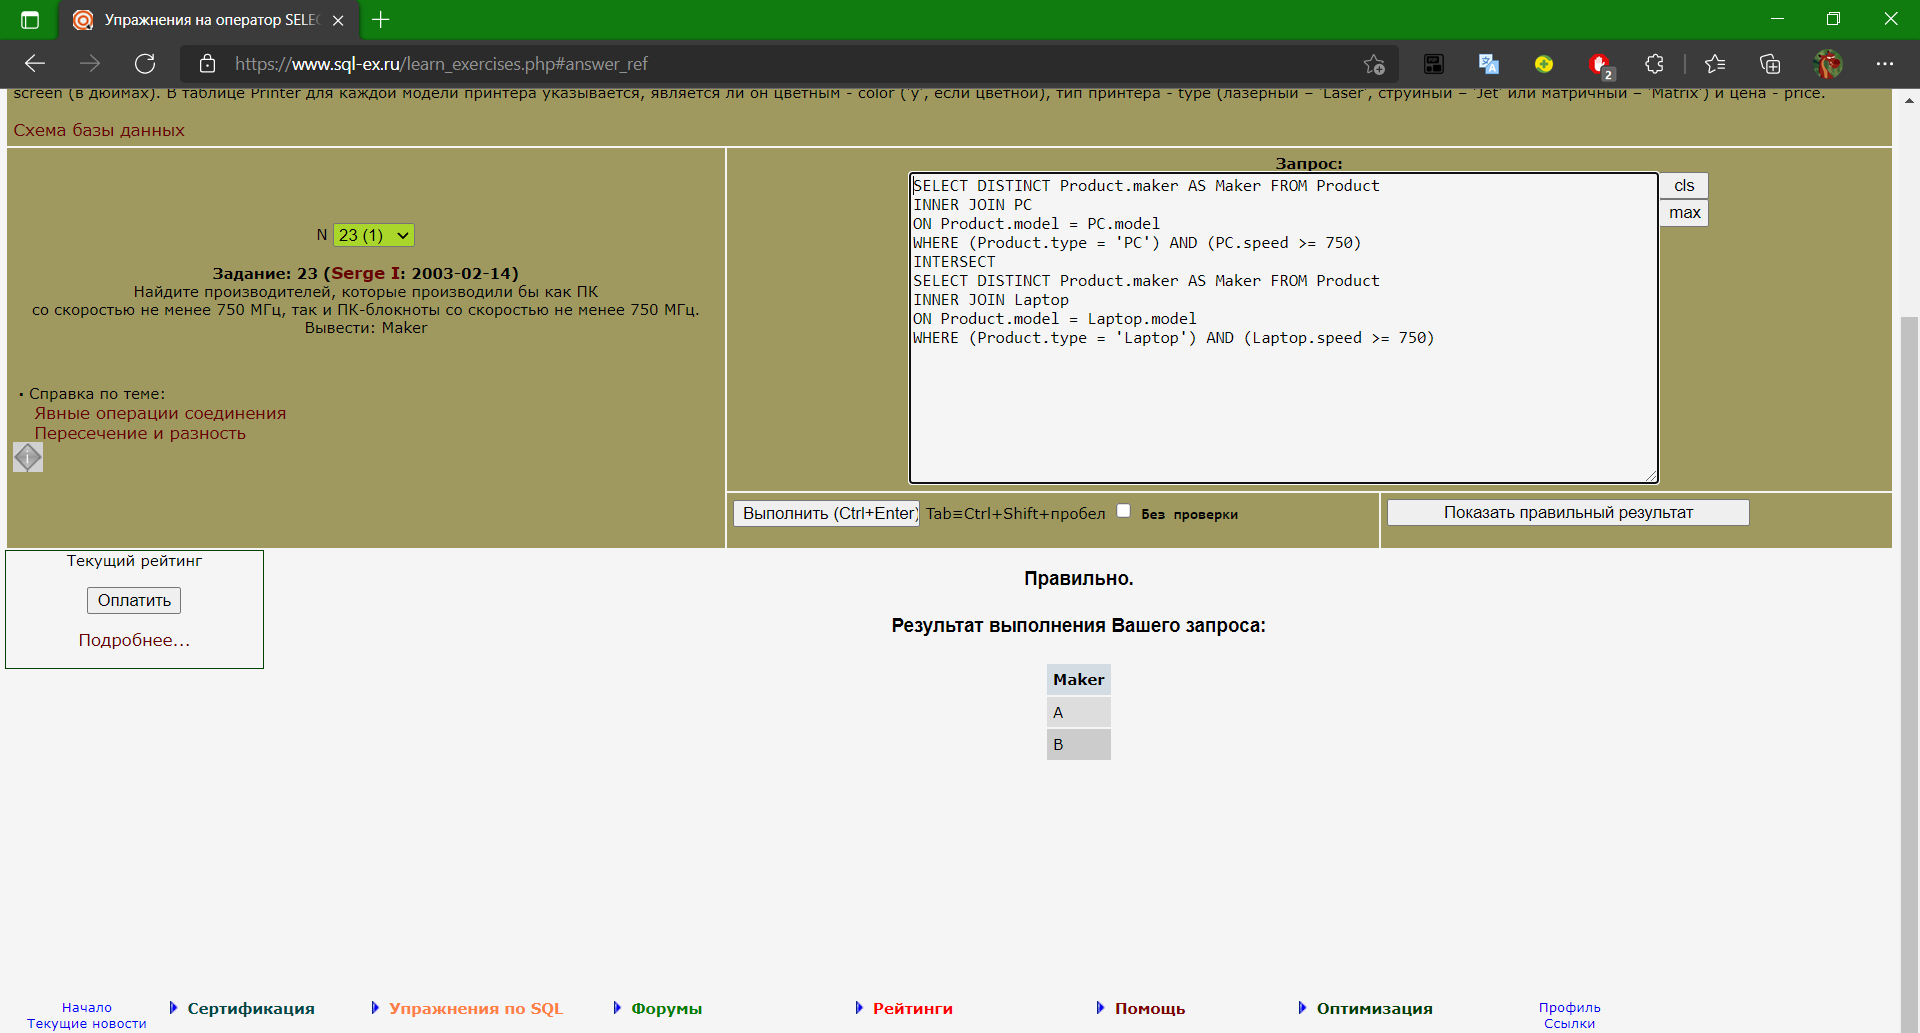 Упражнения на оператор SELEC
https://www.sql-ex.ru/learn_exercises.php#answer_ref
2
screen (в дюймах). В таблице Printer для каждой модели принтера указывается, является ли он цветным - color ('y', если цветной), тип принтера - type (лазерный – 'Laser', струйный – 'Jet' или матричный – 'Matrix') и цена - price.
Схема базы данных
N 23 (1)
Задание: 23 (Serge I: 2003-02-14)
Найдите производителей, которые производили бы как ПК
со скоростью не менее 750 МГц, так и ПК-блокноты со скоростью не менее 750 МГц.
Вывести: Maker
• Справка по теме:
Явные операции соединения
Пересечение и разность
Запрос:
SELECT DISTINCT Product.maker AS Maker FROM Product
INNER JOIN PC
ON Product.model = PC.model
WHERE (Product.type = 'PC') AND (PC.speed >= 750)
INTERSECT
SELECT DISTINCT Product.maker AS Maker FROM Product
INNER JOIN Laptop
ON Product.model = Laptop.model
WHERE (Product.type = 'Laptop') AND (Laptop.speed >= 750)
cls
max
Выполнить (Ctrl+Enter) Tab≡Ctrl+Shift+пробел Без проверки
Показать правильный результат
Текущий рейтинг
Оплатить
Подробнее...
Правильно.
Результат выполнения Вашего запроса:
Maker
A
B
Начало
Текущие новости
Сертификация
Упражнения по SQL
Форумы
Рейтинги
Помощь
Оптимизация
Профиль
Ссылки